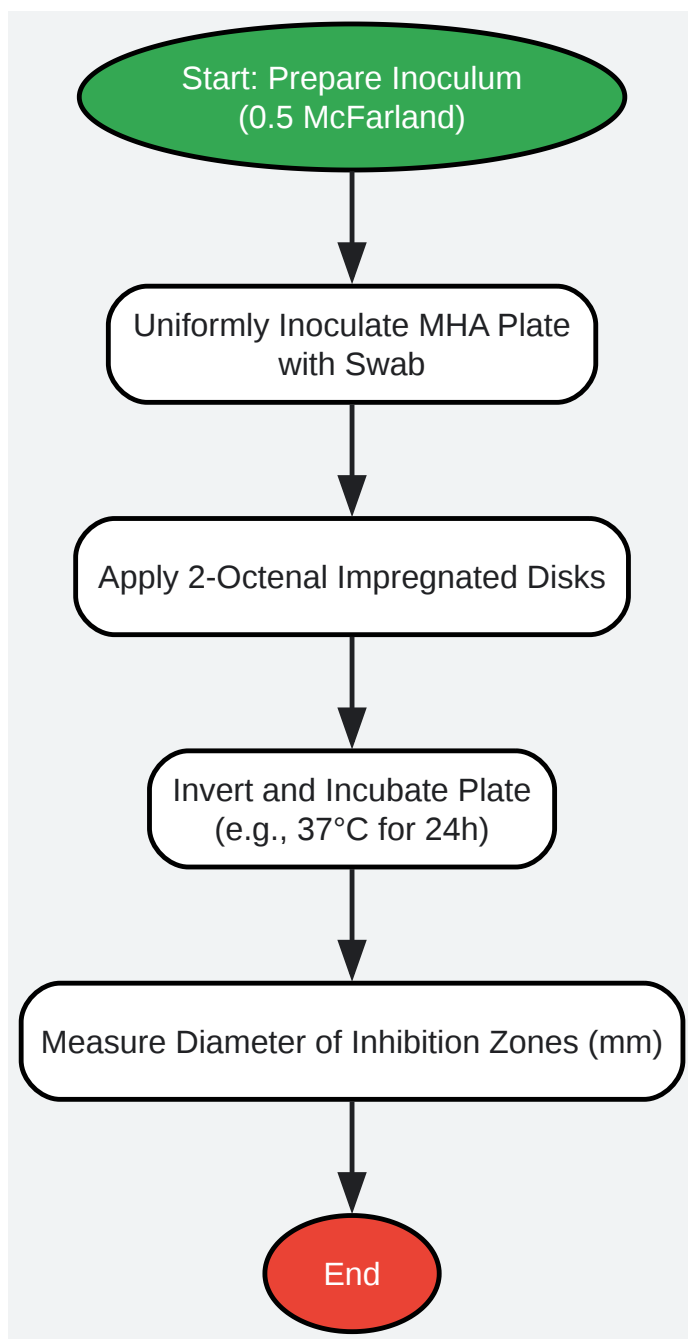 Start: Prepare Inoculum
(0.5 McFarland)
Uniformly Inoculate MHA Plate
with Swab
Apply 2-Octenal Impregnated Disks
Invert and Incubate Plate
(e.g., 37°C for 24h)
Measure Diameter of Inhibition Zones (mm)
End